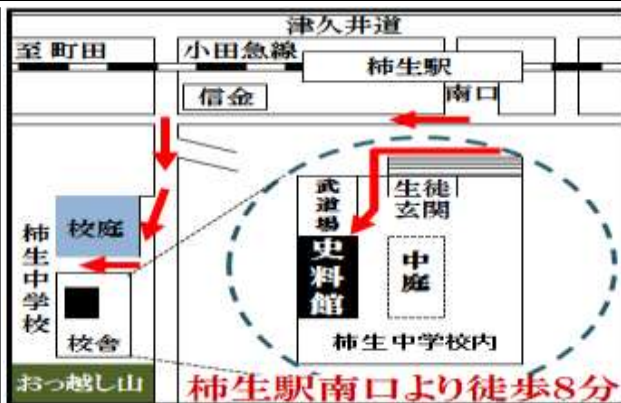 津久井道
至町田
小田急線
柿生駅
信金
南口
武道場
生徒
玄関
校庭
史料館
中庭
柿生中学校
校舎
柿生中学校内
おっ越し山
柿生駅南口より徒歩8分